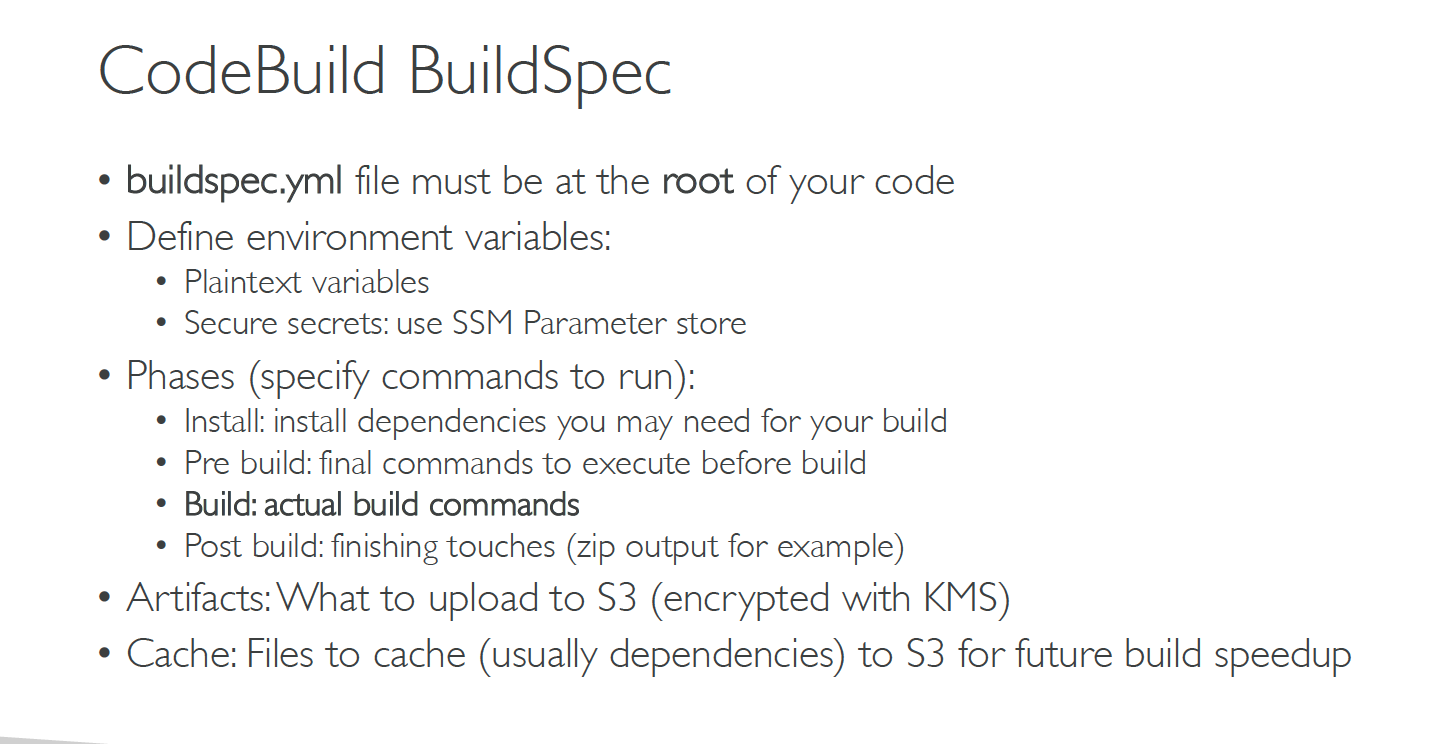 CodeBuild BuildSpec
• buildspec.yml file must be at the root of your code
• Define environment variables:
• Plaintext variables
• Secure secrets: use SSM Parameter store
• Phases (specify commands to run):
• Install: install dependencies you may need for your build
• Pre build: final commands to execute before build
• Build: actual build commands
• Post build: finishing touches (zip output for example)
• Artifacts: What to upload to S3 (encrypted with KMS)
• Cache: Files to cache (usually dependencies) to S3 for future build speedup